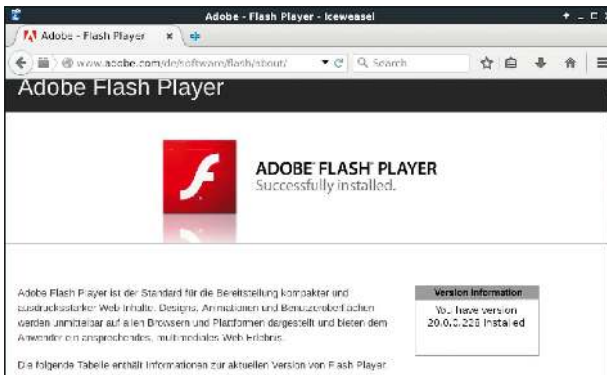 Adobe - Flash Player - Iceweasel
Adobe - Flash Player
www.adobe.com/de/software/flash/about/
Search
Adobe Flash Player
ADOBE® FLASH® PLAYER
Successfully installed.
Adobe Flash Player ist der Standard für die Bereitstellung kompakter und
ausdrucksstarker Web-Inhalte. Designs, Animationen und Benutzeroberflächen
werden unmittelbar auf allen Browsern und Plattformen dargestellt und bieten dem
Anwender ein ansprechendes, multimediales Web-Erlebnis.
Version Information
You have version
20.0.0.228 installed
Die folgende Tabelle enthält Informationen zur aktuellen Version von Flash Player.